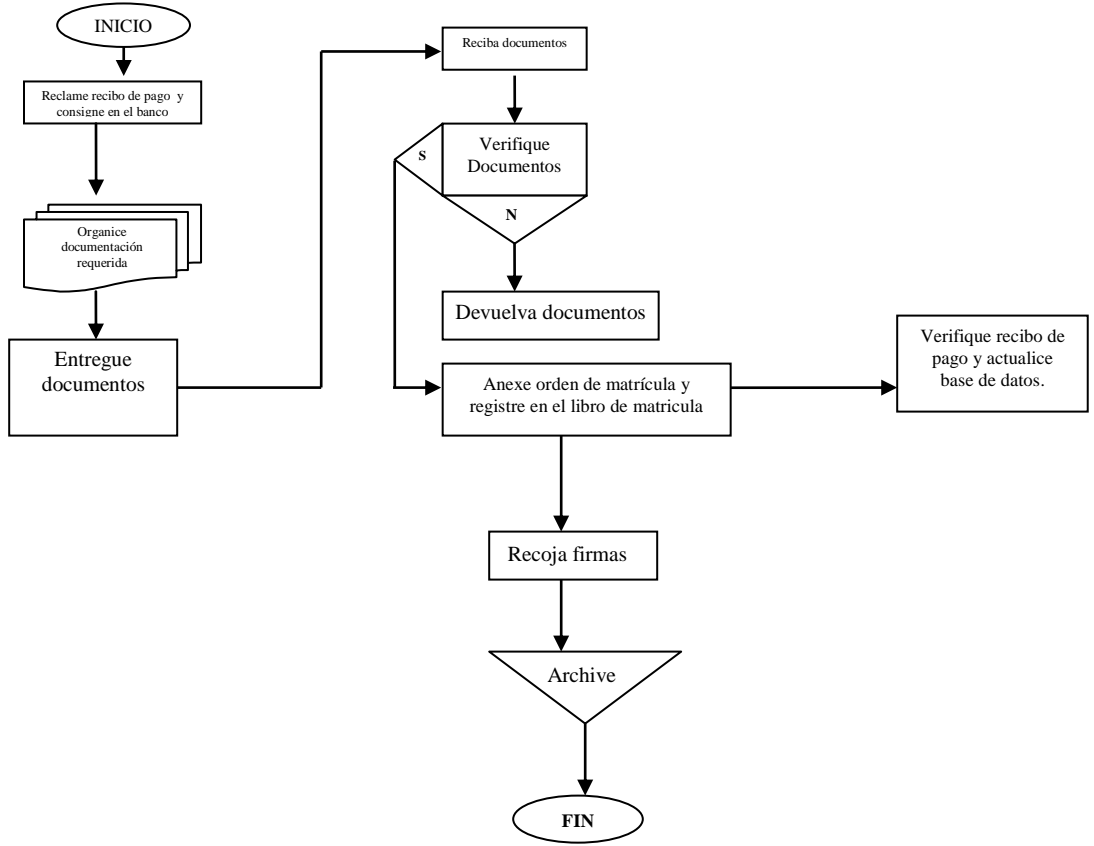 INICIO
Reclame recibo de pago y
consigne en el banco
Organice
documentación
requerida
Entregue
documentos
Reciba documentos
Verifique
Documentos
S
N
Devuelva documentos
Anexe orden de matrícula y
registre en el libro de matricula
Verifique recibo de
pago y actualice
base de datos.
Recoja firmas
Archive
FIN